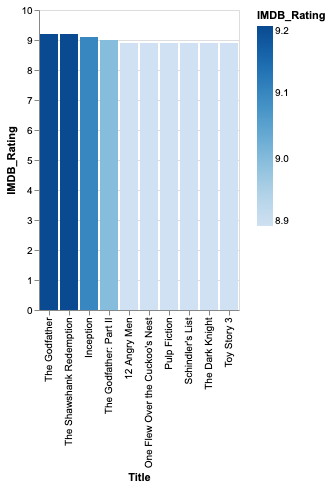 IMDB_Rating
10
9
8
7
6
5
4
3
2
1
0
IMDB_Rating
The Godfather
The Shawshank Redemption
Inception
The Godfather: Part II
12 Angry Men
One Flew Over the Cuckoo's Nest
Pulp Fiction
Schindler's List
The Dark Knight
Toy Story 3
Title
9.2
9.1
9.0
8.9